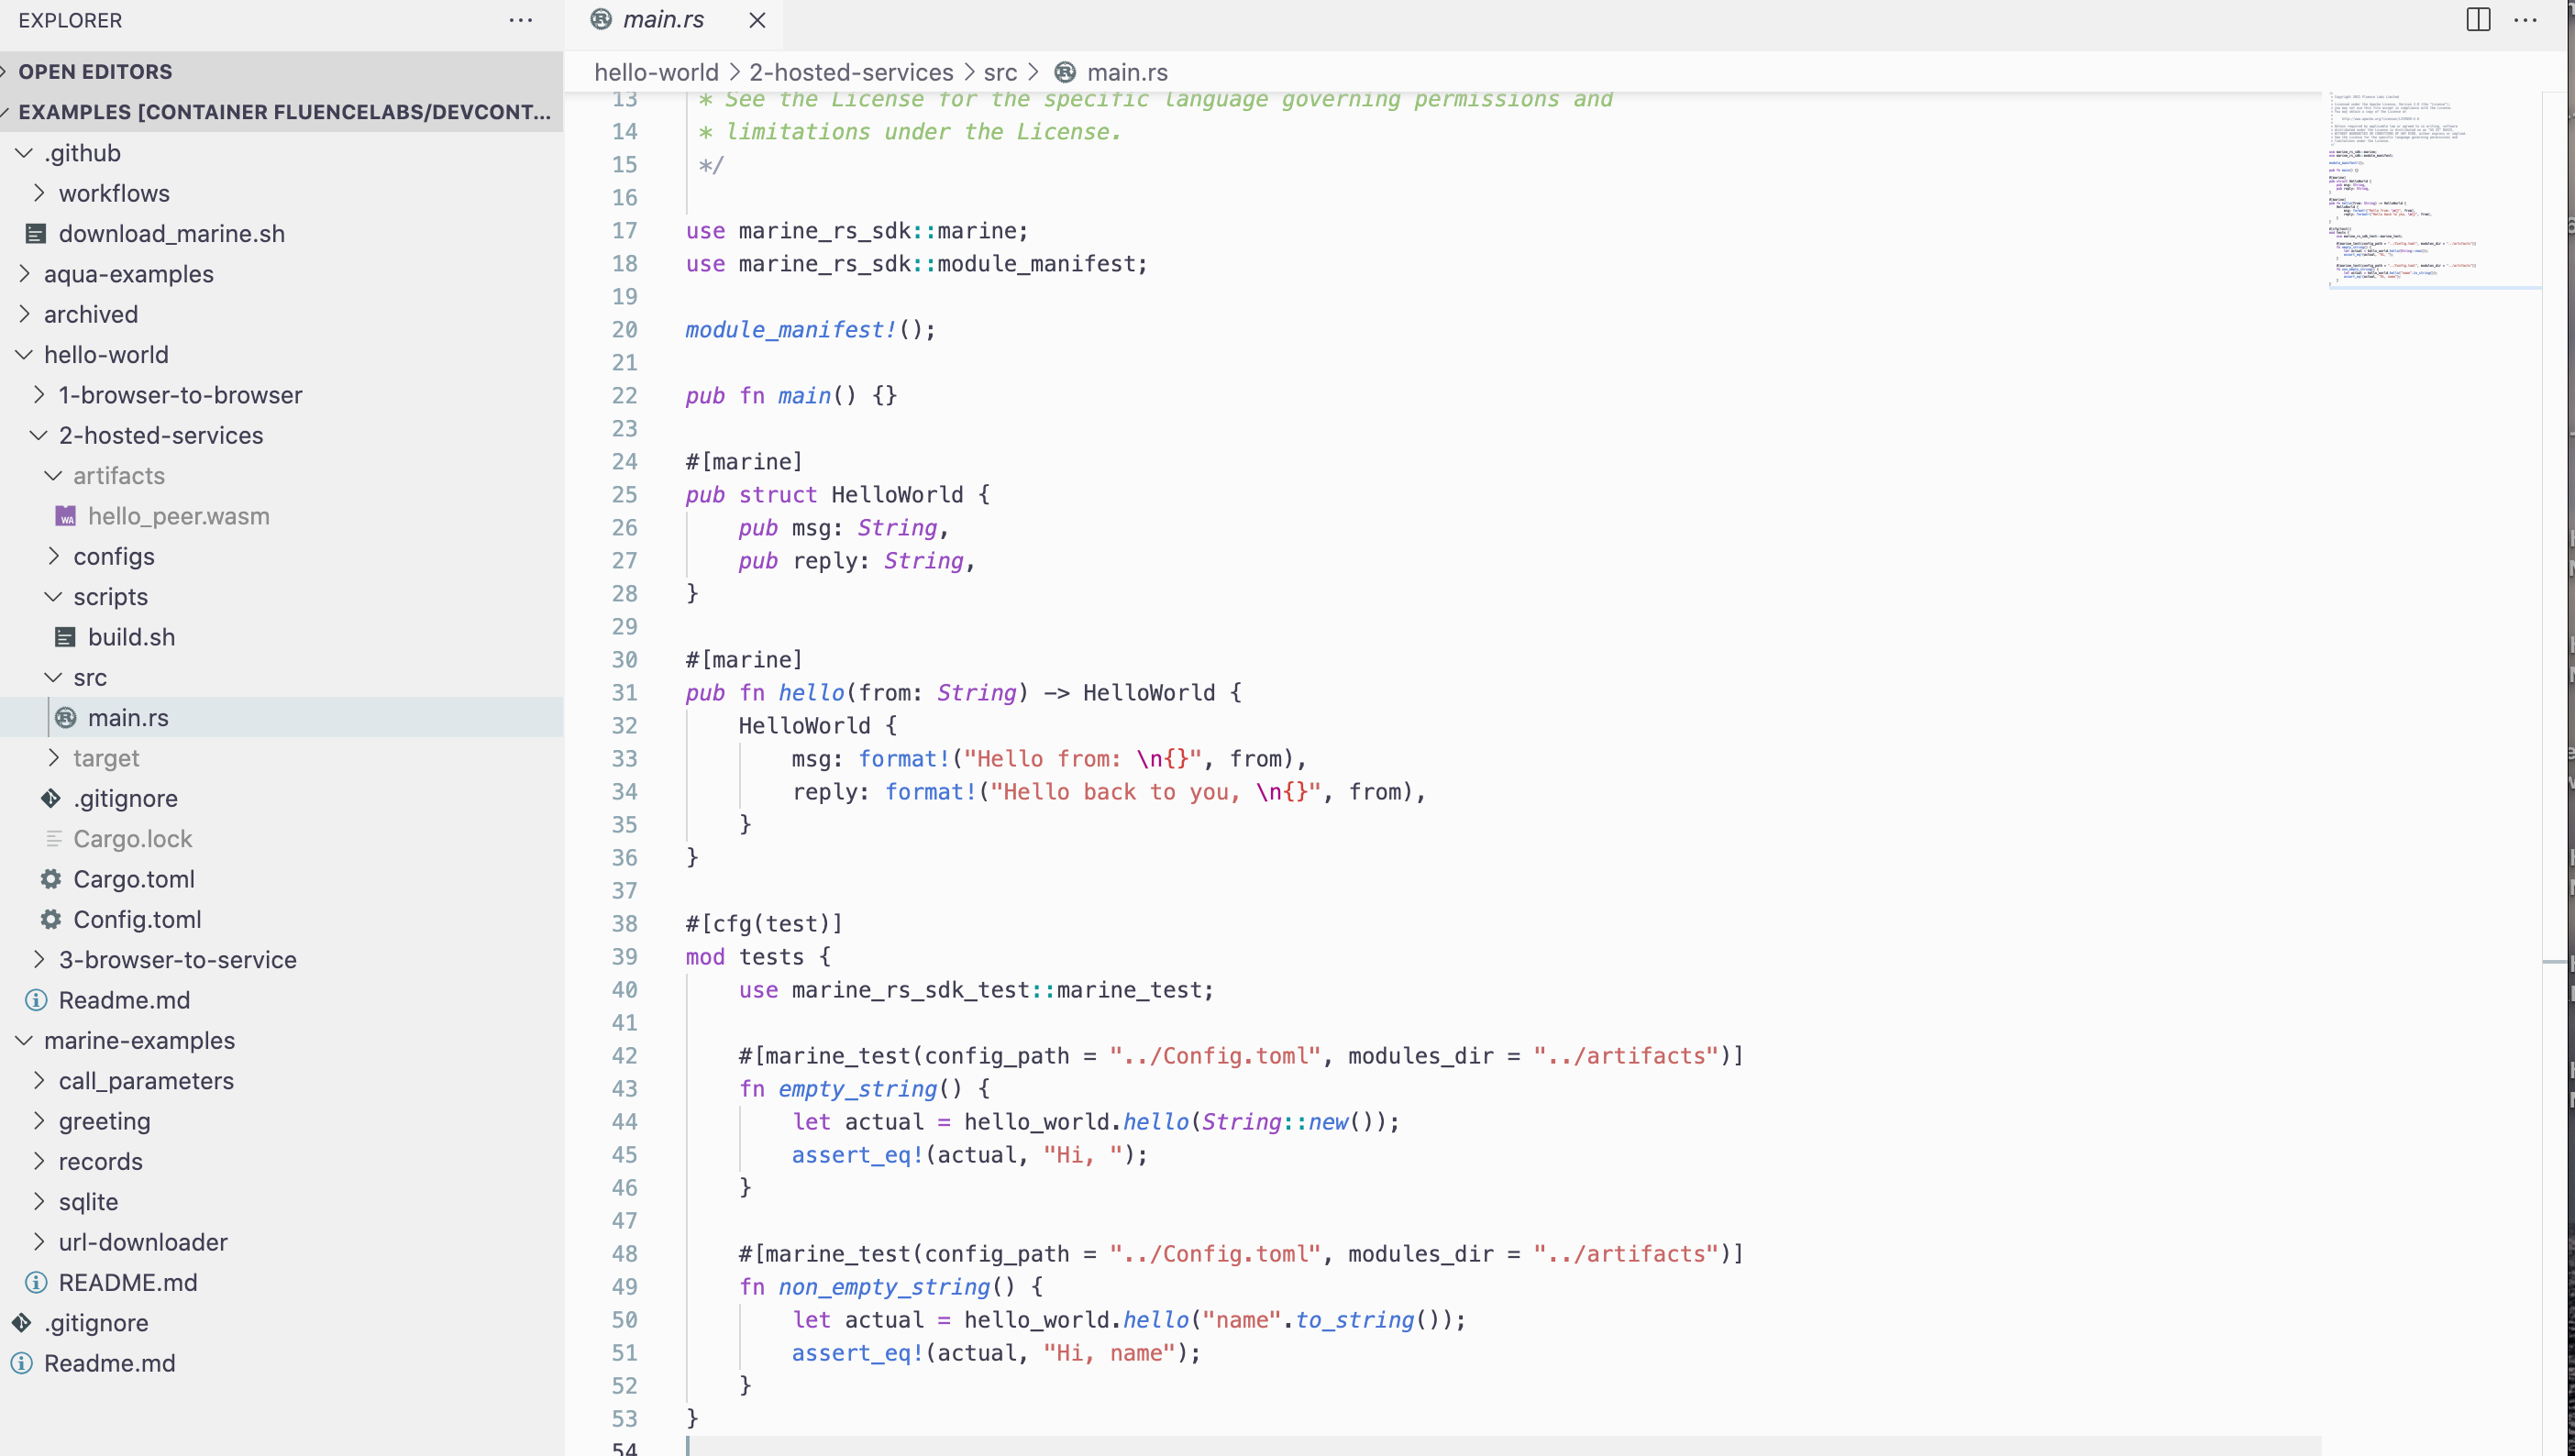 EXPLORER
OPEN EDITORS
EXAMPLES [CONTAINER FLUENCELABS/DEVCONT...
.github
workflows
download_marine.sh
aqua-examples
archived
hello-world
1-browser-to-browser
2-hosted-services
artifacts
hello_peer.wasm
configs
scripts
build.sh
src
main.rs
target
.gitignore
Cargo.lock
Cargo.toml
Config.toml
3-browser-to-service
Readme.md
marine-examples
call_parameters
greeting
records
sqlite
url-downloader
README.md
.gitignore
Readme.md
main.rs
hello-world > 2-hosted-services > src > main.rs
13 * See the License for the specific language governing permissions and
14 * limitations under the License.
15 */
16
17 use marine_rs_sdk::marine;
18 use marine_rs_sdk::module_manifest;
19
20 module_manifest!();
21
22 pub fn main() {}
23
24 #[marine]
25 pub struct HelloWorld {
26     pub msg: String,
27     pub reply: String,
28 }
29
30 #[marine]
31 pub fn hello(from: String) -> HelloWorld {
32     HelloWorld {
33         msg: format!("Hello from: \n{}", from),
34         reply: format!("Hello back to you, \n{}", from),
35     }
36 }
37
38 #[cfg(test)]
39 mod tests {
40     use marine_rs_sdk_test::marine_test;
41
42     #[marine_test(config_path = "../Config.toml", modules_dir = "../artifacts")]
43     fn empty_string() {
44         let actual = hello_world.hello(String::new());
45         assert_eq!(actual, "Hi, ");
46     }
47
48     #[marine_test(config_path = "../Config.toml", modules_dir = "../artifacts")]
49     fn non_empty_string() {
50         let actual = hello_world.hello("name".to_string());
51         assert_eq!(actual, "Hi, name");
52     }
53 }
54